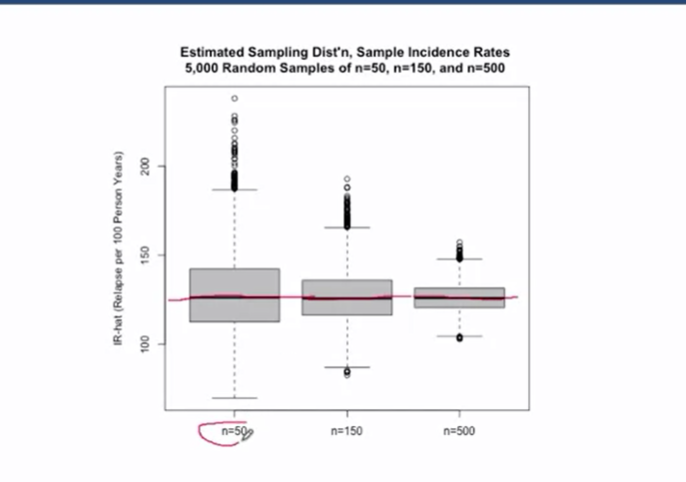 Estimated Sampling Dist'n, Sample Incidence Rates
5,000 Random Samples of n=50, n=150, and n=500
IR-hat (Relapse per 100 Person Years)
200
150
100
n=50
n=150
n=500